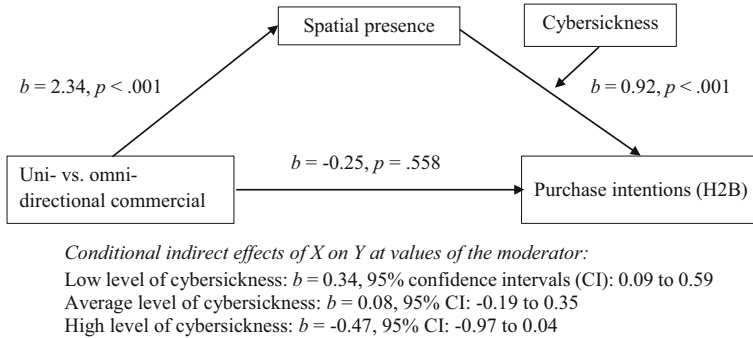 Spatial presence
Cybersickness
b = 2.34, p < .001
b = 0.92, p < .001
b = -0.25, p = .558
Uni- vs. omni-
directional commercial
Purchase intentions (H2B)
Conditional indirect effects of X on Y at values of the moderator:
Low level of cybersickness: b = 0.34, 95% confidence intervals (CI): 0.09 to 0.59
Average level of cybersickness: b = 0.08, 95% CI: -0.19 to 0.35
High level of cybersickness: b = -0.47, 95% CI: -0.97 to 0.04